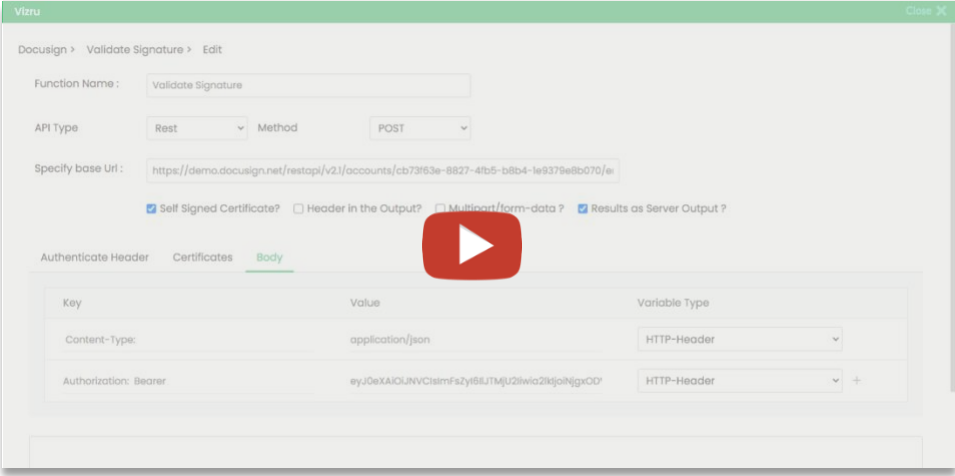 Vizru Close X
Docusign > Validate Signature > Edit
Function Name : Validate Signature
API Type Rest Method POST
Specify base Url : https://demo.docusign.net/restapi/v2.1/accounts/cb73f63e-8827-4fb5-b8b4-1e9379e8b070/e
Self Signed Certificate? Header in the Output? Multipart/form-data ? Results as Server Output ?
Authenticate Header Certificates Body
Key Value Variable Type
Content-Type: application/json HTTP-Header
Authorization: Bearer HTTP-Header +